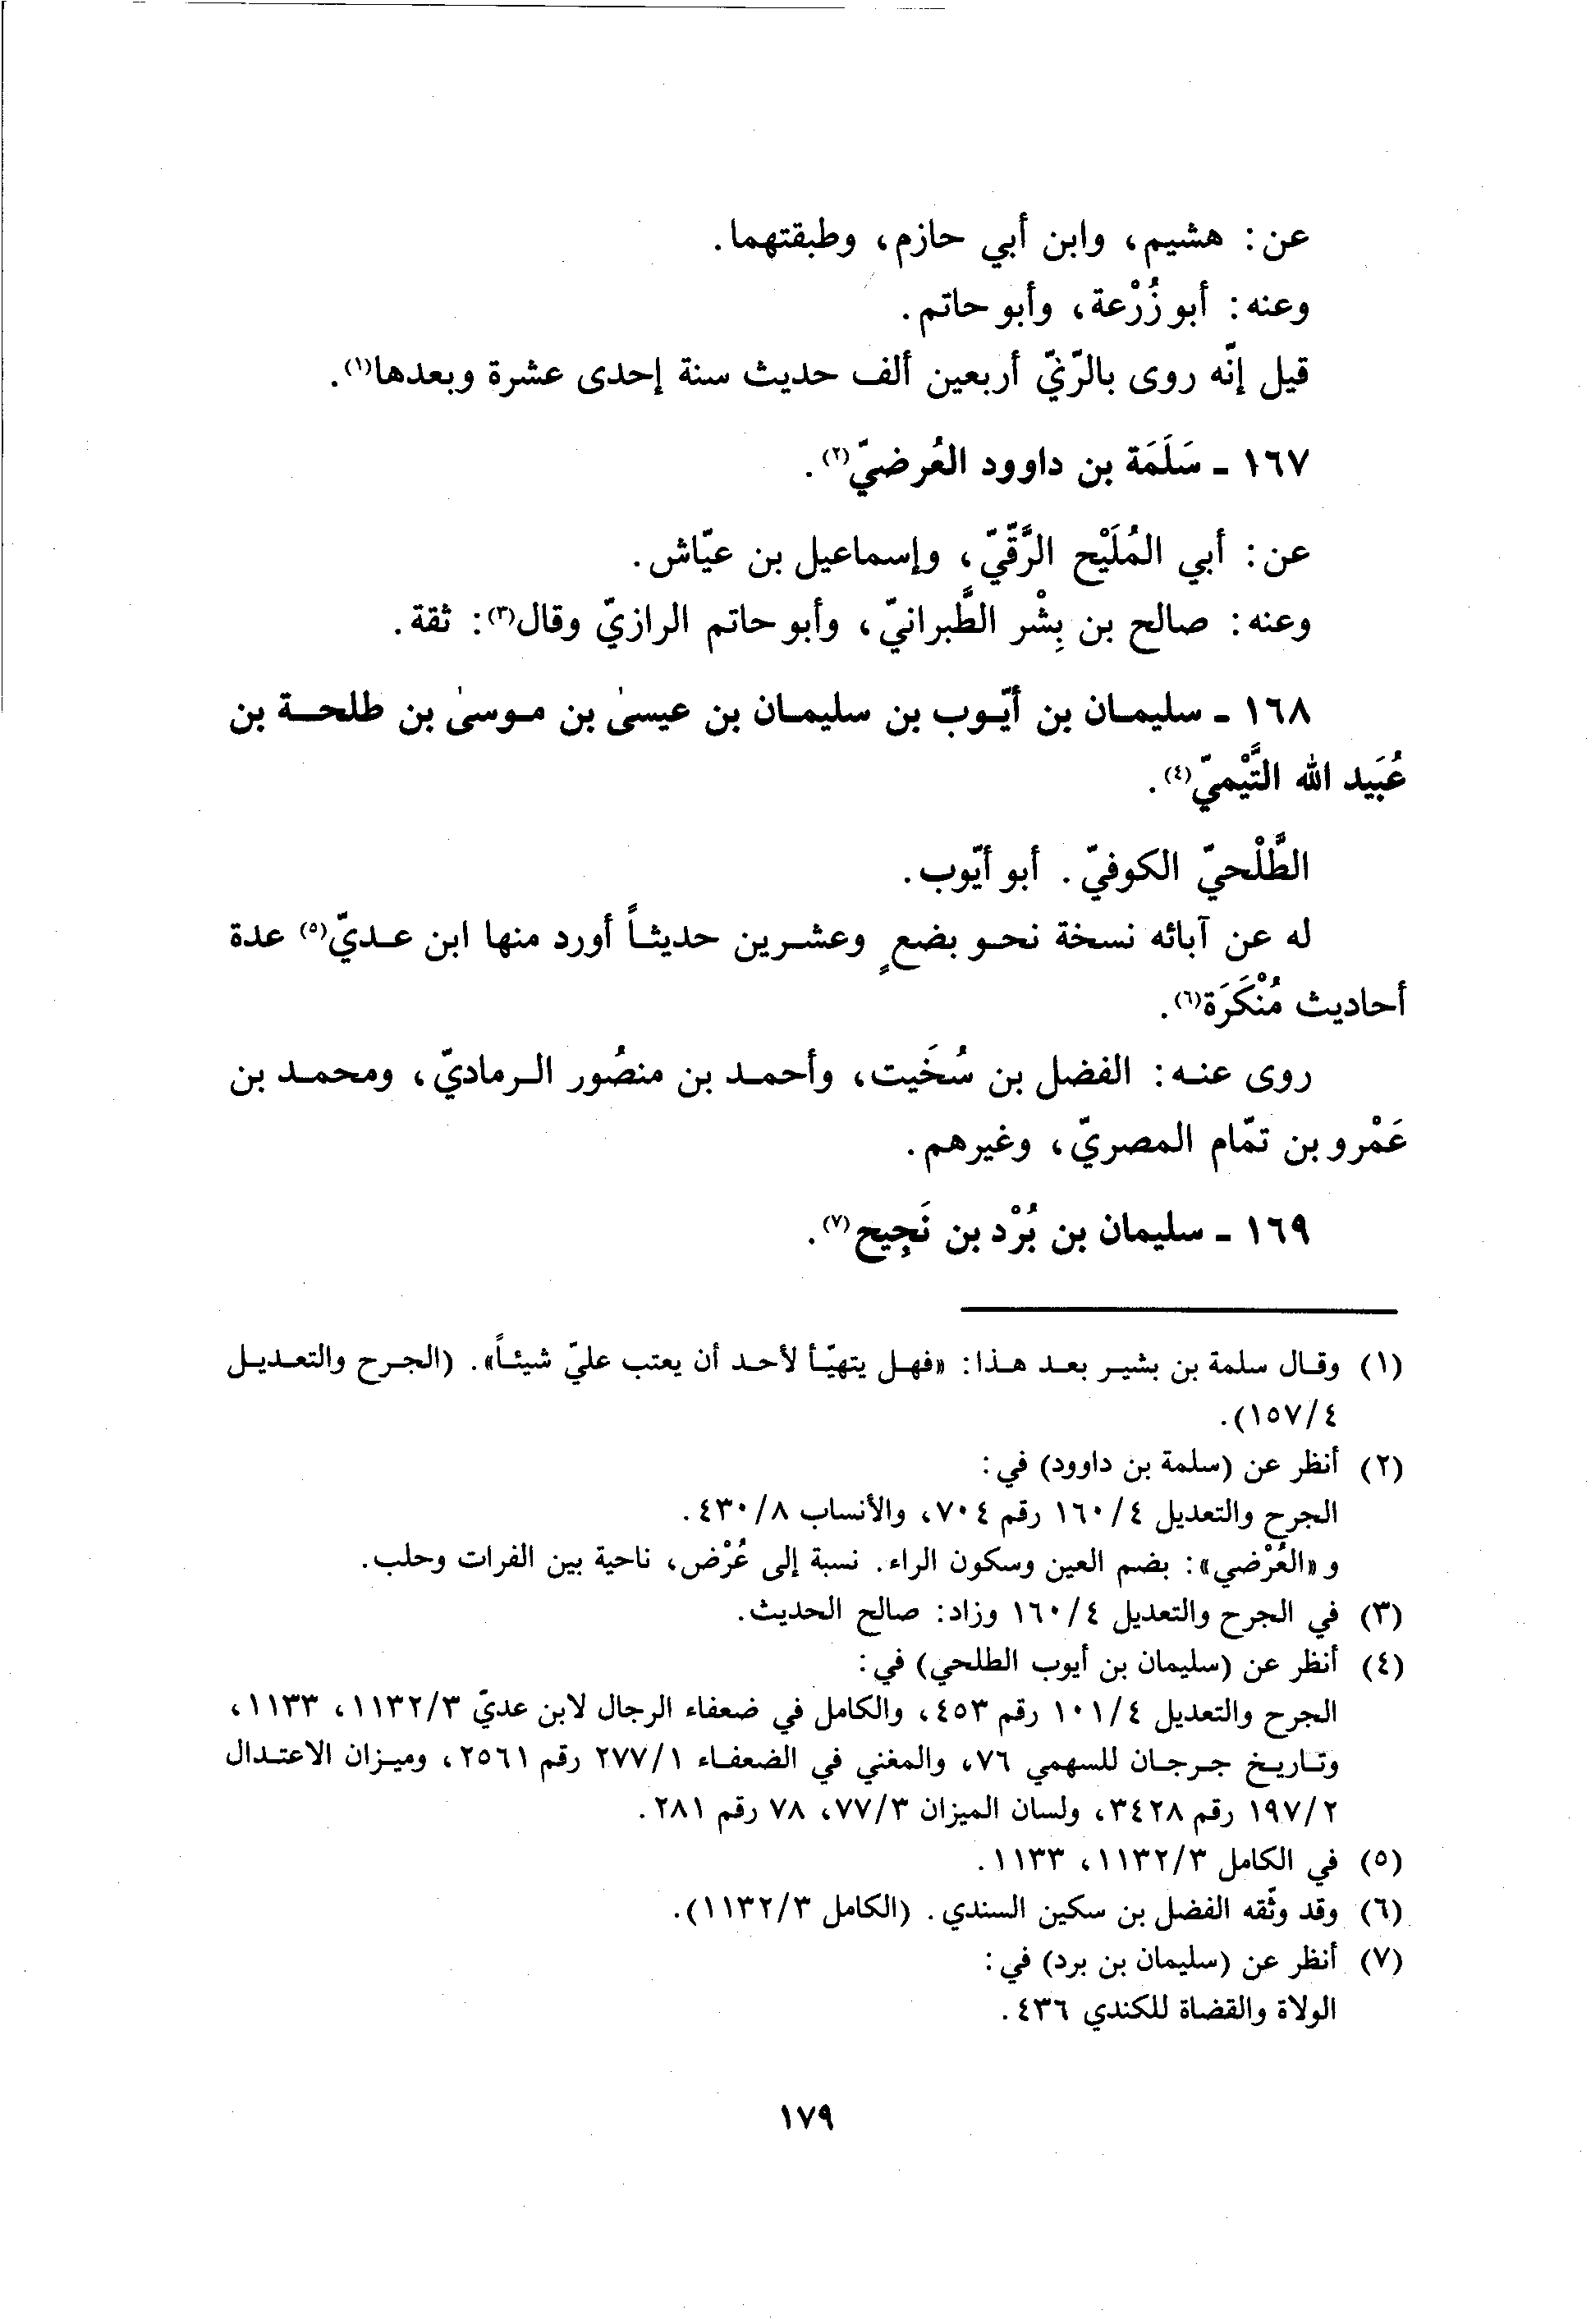 عن: هشيم، وابن أبي حازم، وطبقتهما.
وعنه: أبو زُرْعة، وأبو حاتم.
قيل إنّه روى بالرّيّ أربعين ألف حديث سنة إحدى عشرة وبعدها(١).
١٦٧ - سَلَمَة بن داوود العُرضيّ(٢).
عن: أبي المُلَيْح الرَّقّيّ، وإسماعيل بن عيّاش.
وعنه: صالح بن بِشْر الطَّبرانيّ، وأبو حاتم الرازيّ وقال(٣): ثقة.
١٦٨ - سليمان بن أيّوب بن سليمان بن عيسىٰ بن موسىٰ بن طلحة بن
عُبَيد الله التَّيْميّ(٤).
الطَّلْحيّ الكوفيّ. أبو أيّوب.
له عن آبائه نسخة نحو بضعٍ وعشرين حديثاً أورد منها ابن عديّ(٥) عدة
أحاديث مُنْكَرَة(٦).
روى عنه: الفضل بن سُخَيت، وأحمد بن منصُور الرماديّ، ومحمد بن
عَمْرو بن تمّام المصريّ، وغيرهم.
١٦٩ - سليمان بن بُرْد بن نَجِيح(٧).
(١) وقال سلمة بن بشير بعد هذا: «فهل يتهيّأ لأحد أن يعتب عليّ شيئاً». (الجرح والتعديل
٤/١٥٧).
(٢) أنظر عن (سلمة بن داوود) في:
الجرح والتعديل ٤/١٦٠ رقم ٧٠٤، والأنساب ٨/٤٣٠.
و«العُرْضي»: بضم العين وسكون الراء. نسبة إلى عُرْض، ناحية بين الفرات وحلب.
(٣) في الجرح والتعديل ٤/١٦٠ وزاد: صالح الحديث.
(٤) أنظر عن (سليمان بن أيوب الطلحي) في:
الجرح والتعديل ٤/١٠١ رقم ٤٥٣، والكامل في ضعفاء الرجال لابن عديّ ٣/١١٣٢، ١١٣٣،
وتاريخ جرجان للسهمي ٧٦، والمغني في الضعفاء ١/٢٧٧ رقم ٢٥٦١، وميزان الاعتدال
٢/١٩٧ رقم ٣٤٢٨، ولسان الميزان ٣/٧٧، ٧٨ رقم ٢٨١.
(٥) في الكامل ٣/١١٣٢، ١١٣٣.
(٦) وقد وثّقه الفضل بن سكين السندي. (الكامل ٣/١١٣٢).
(٧) أنظر عن (سليمان بن برد) في:
الولاة والقضاة للكندي ٤٣٦.
١٧٩